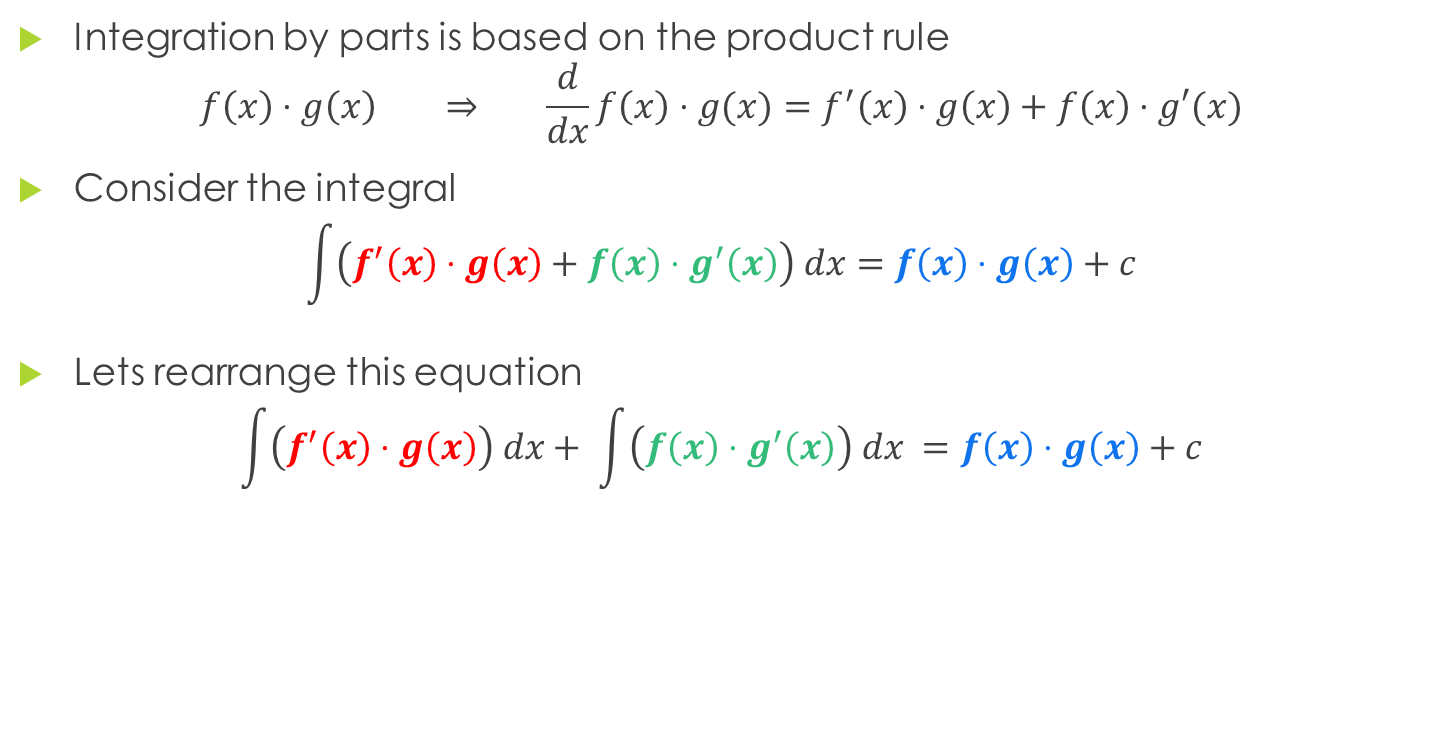 ▶ Integration by parts is based on the product rule
f(x) · g(x) ⇒ d/dx f(x) · g(x) = f′(x) · g(x) + f(x) · g′(x)
▶ Consider the integral
∫(f′(x) · g(x) + f(x) · g′(x)) dx = f(x) · g(x) + c
▶ Lets rearrange this equation
∫(f′(x) · g(x)) dx + ∫(f(x) · g′(x)) dx = f(x) · g(x) + c